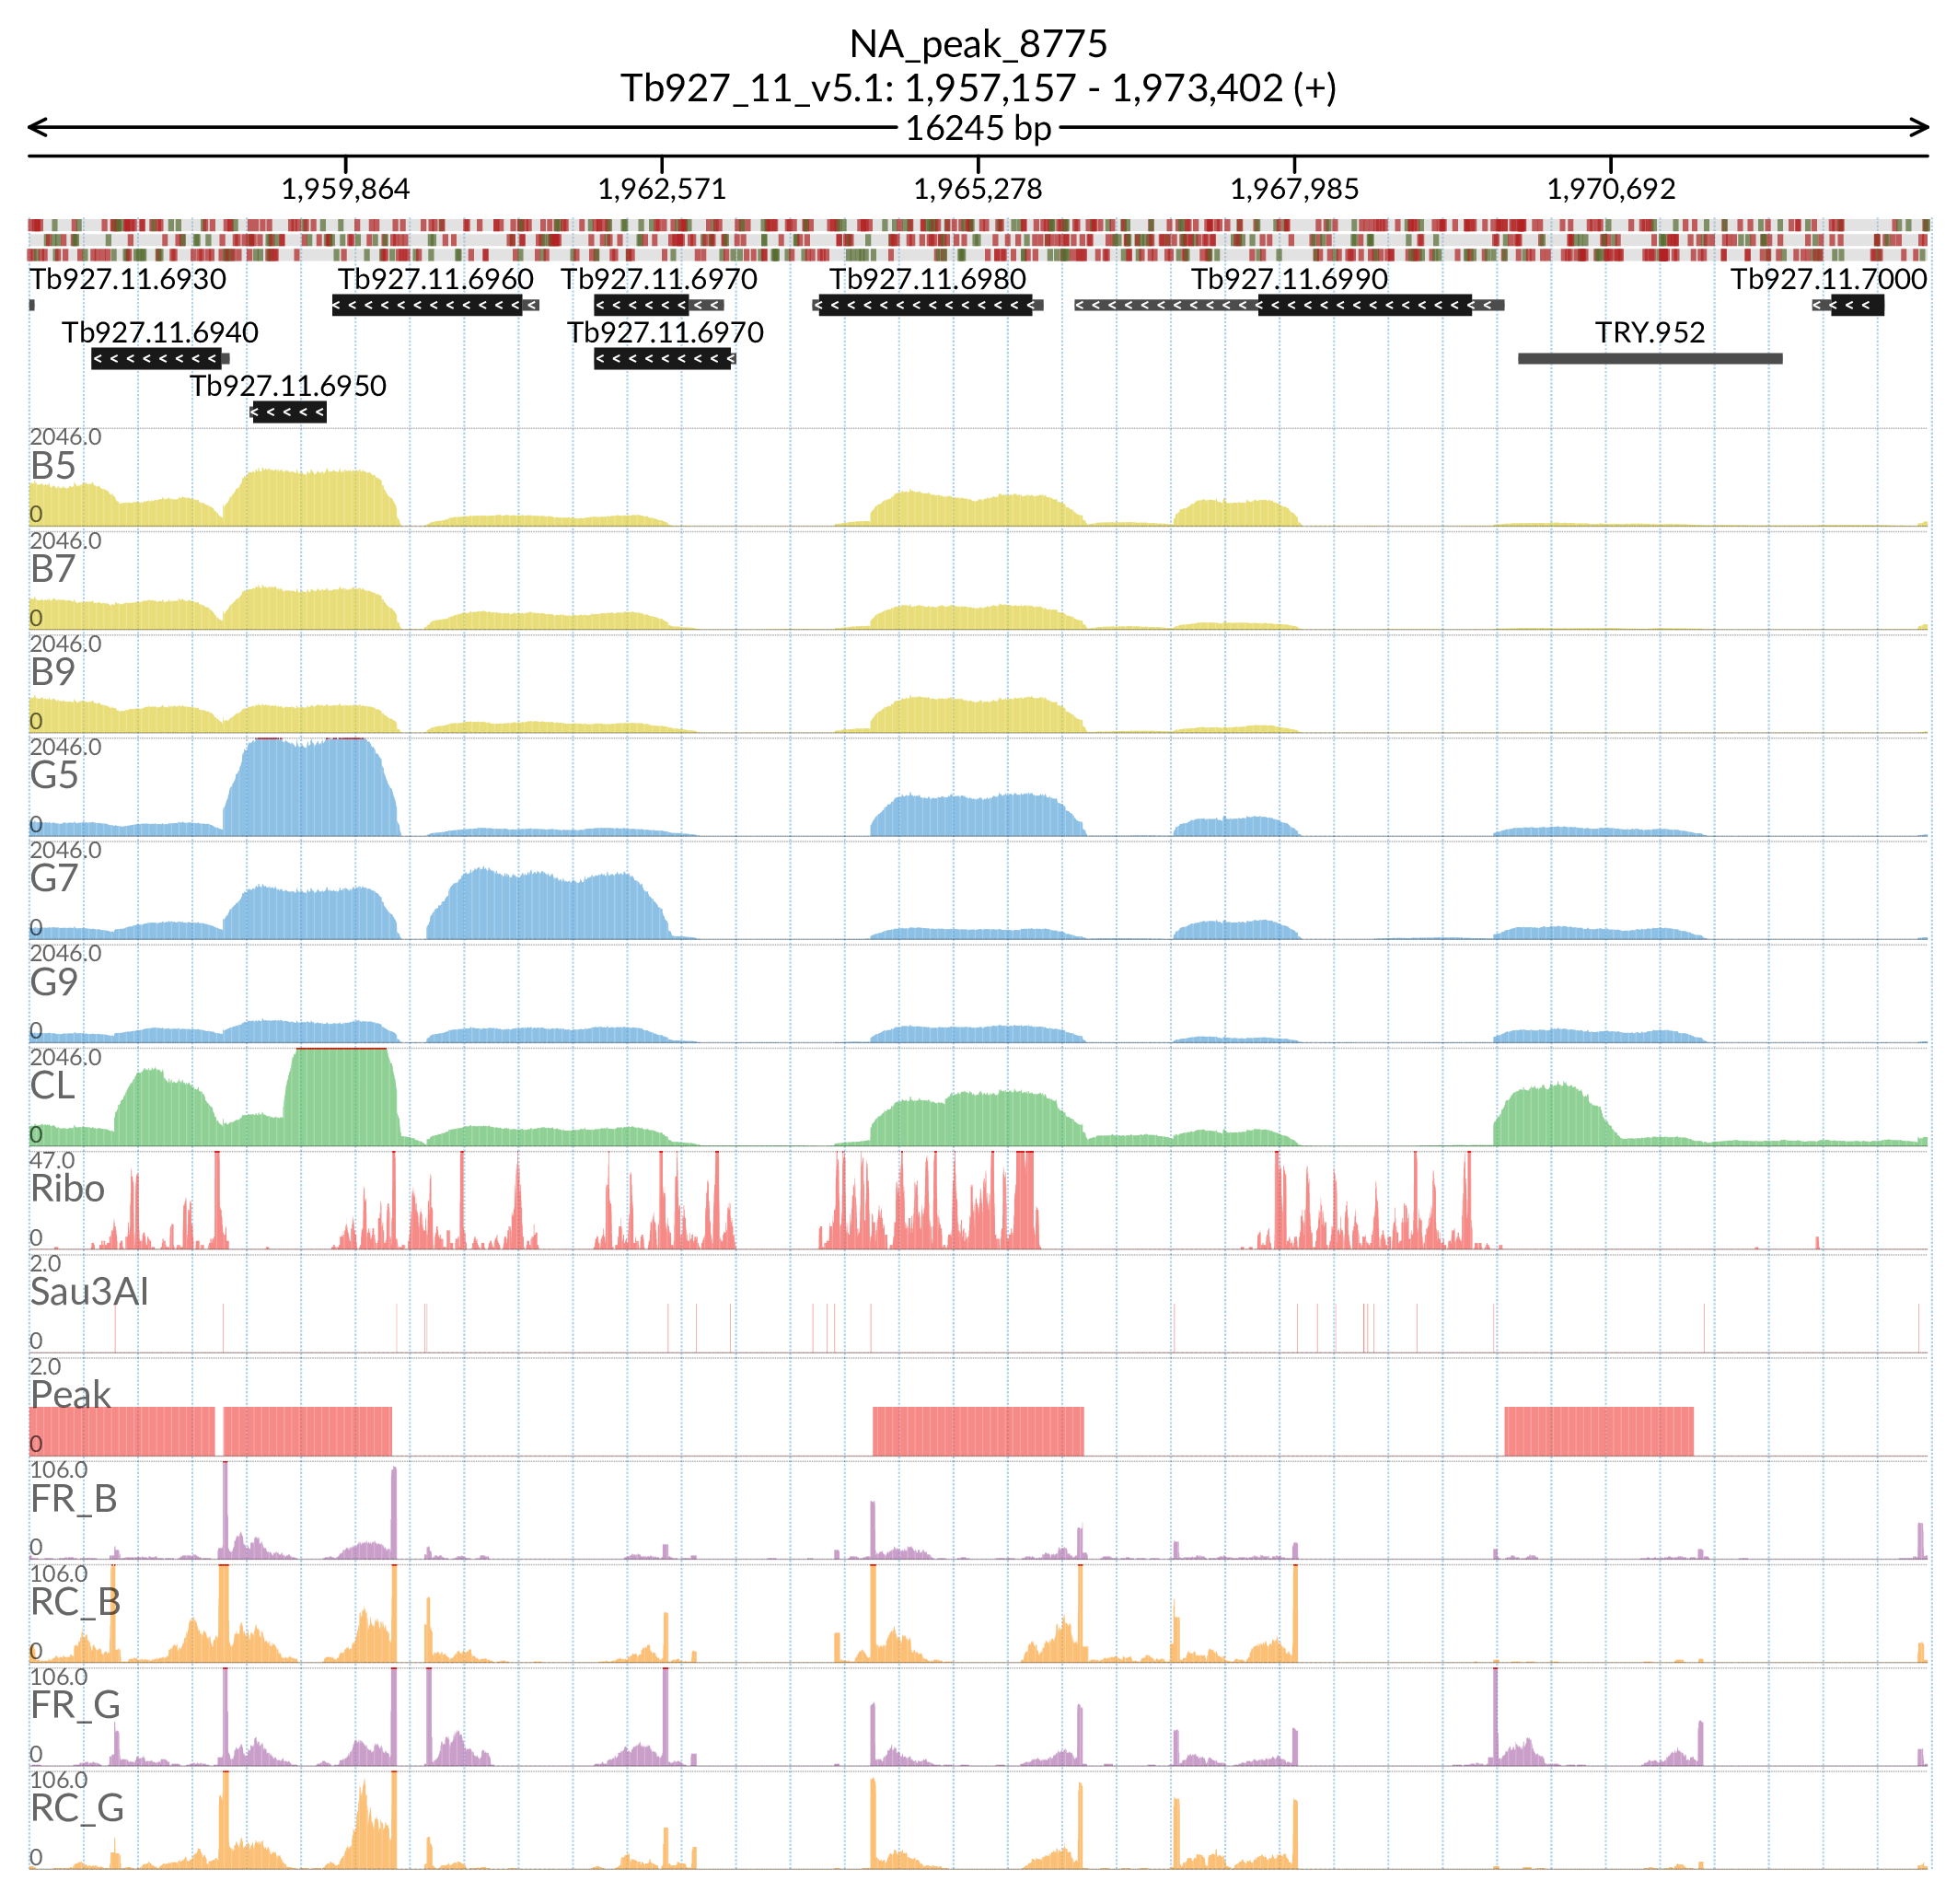 NA_peak_8775
Tb927_11_v5.1: 1,957,157 - 1,973,402 (+)
16245 bp
1,959,864 1,962,571 1,965,278 1,967,985 1,970,692
Tb927.11.6930 Tb927.11.6960 Tb927.11.6970 Tb927.11.6980 Tb927.11.6990 Tb927.11.7000
Tb927.11.6940 Tb927.11.6970 TRY.952
Tb927.11.6950
2046.0
B5
0
2046.0
B7
0
2046.0
B9
0
2046.0
G5
0
2046.0
G7
0
2046.0
G9
0
2046.0
CL
0
47.0
Ribo
0
2.0
Sau3AI
0
2.0
Peak
0
106.0
FR_B
0
106.0
RC_B
0
106.0
FR_G
0
106.0
RC_G
0